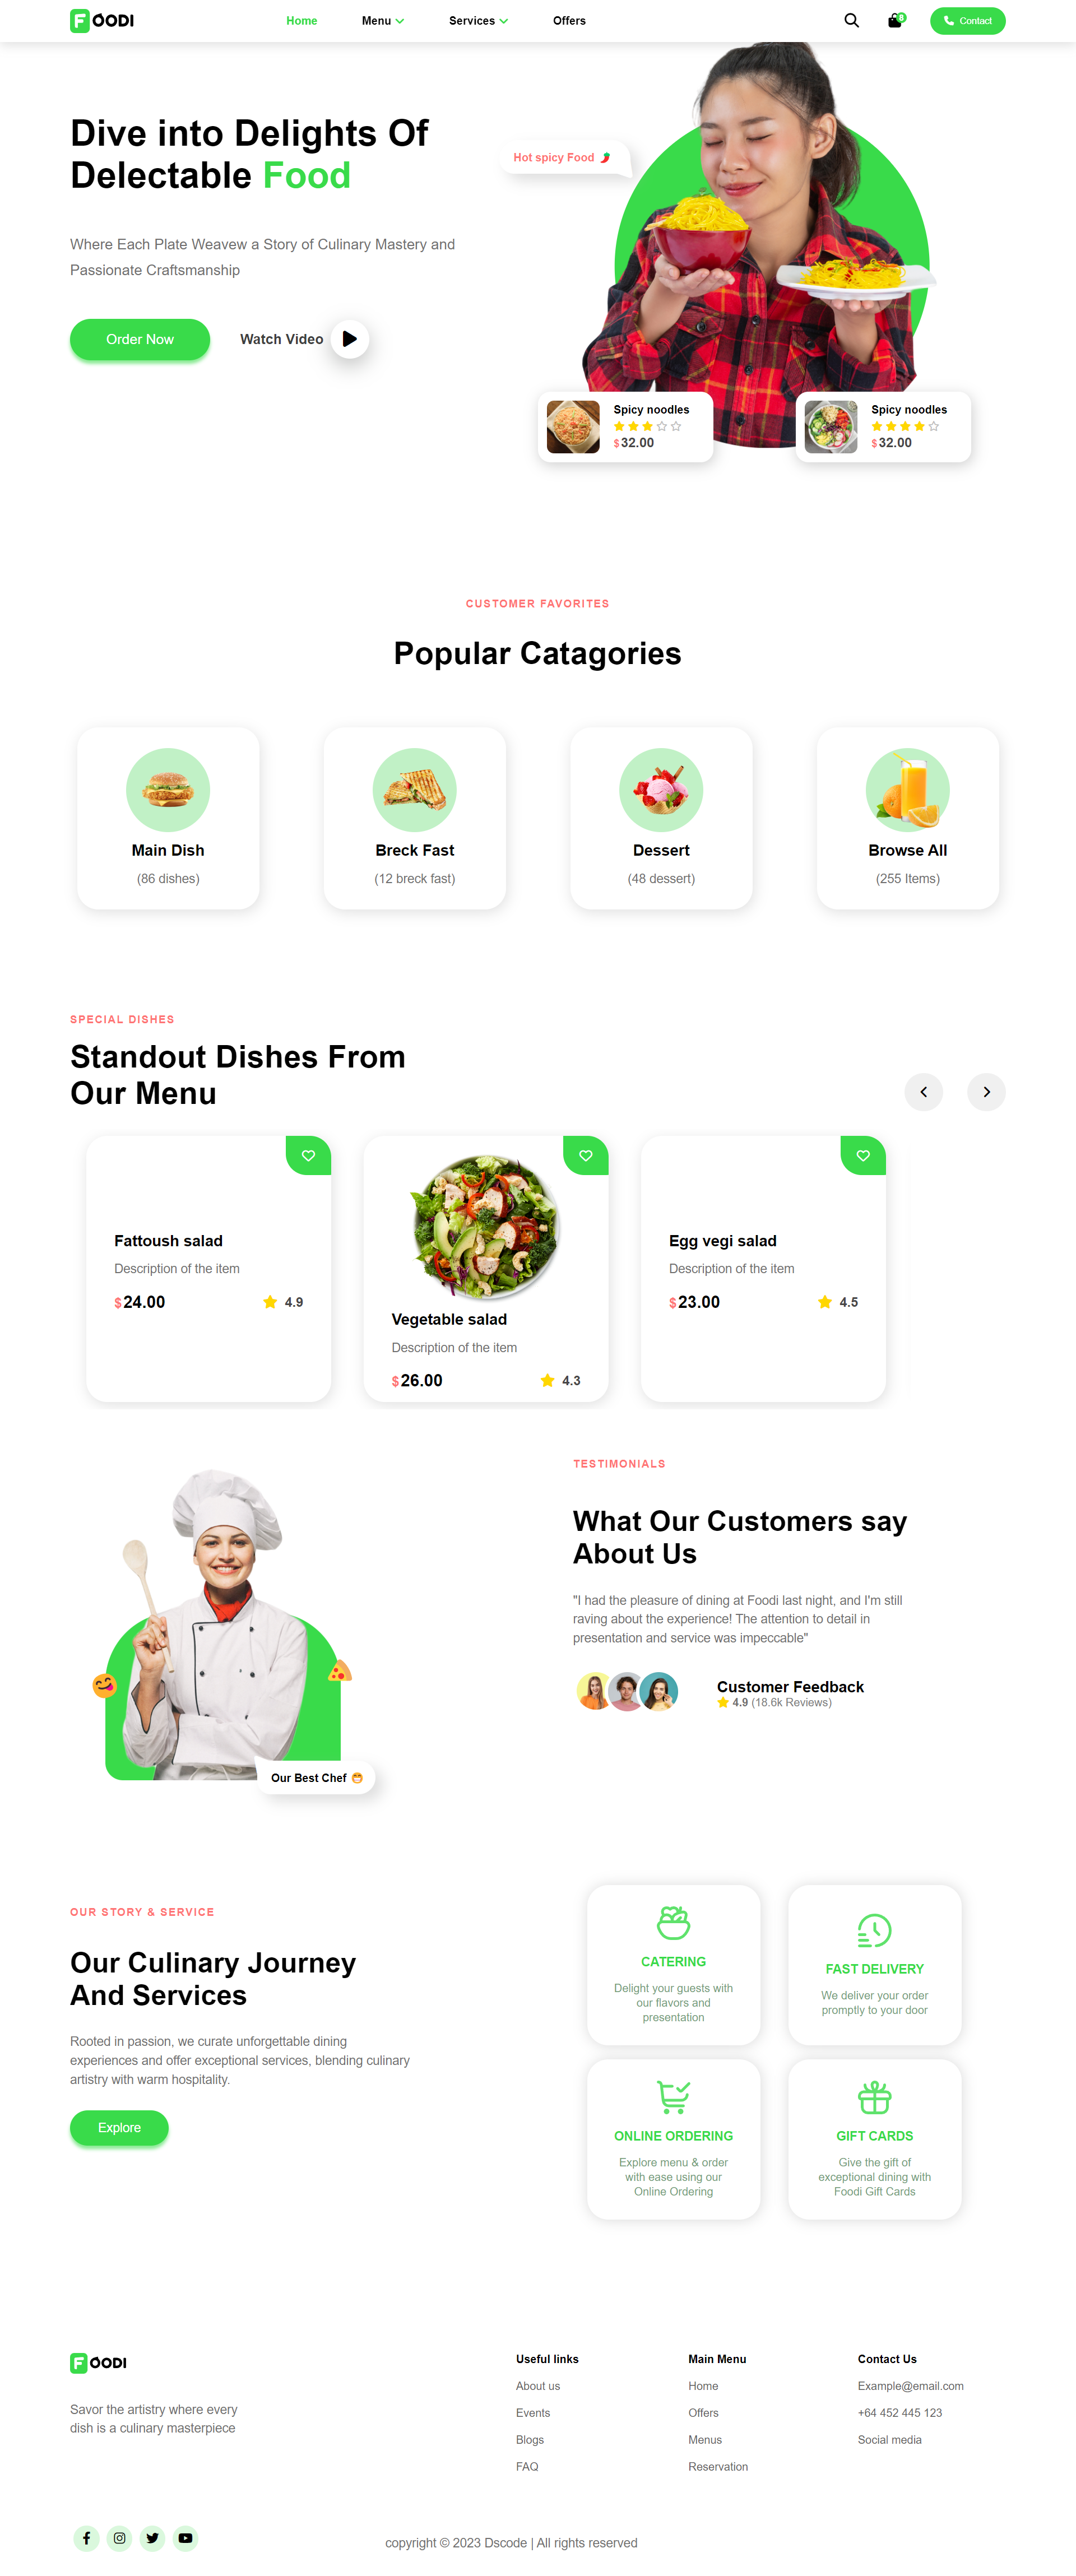 FOODI
Home
Menu
Services
Offers
8
Contact
Dive into Delights Of
Delectable Food
Hot spicy Food
Where Each Plate Weavew a Story of Culinary Mastery and
Passionate Craftsmanship
Order Now
Watch Video
Spicy noodles
$32.00
Spicy noodles
$32.00
CUSTOMER FAVORITES
Popular Catagories
Main Dish
(86 dishes)
Breck Fast
(12 breck fast)
Dessert
(48 dessert)
Browse All
(255 Items)
SPECIAL DISHES
Standout Dishes From
Our Menu
Fattoush salad
Description of the item
$24.00
4.9
Vegetable salad
Description of the item
$26.00
4.3
Egg vegi salad
Description of the item
$23.00
4.5
TESTIMONIALS
What Our Customers say
About Us
"I had the pleasure of dining at Foodi last night, and I'm still
raving about the experience! The attention to detail in
presentation and service was impeccable"
Customer Feedback
4.9 (18.6k Reviews)
Our Best Chef
OUR STORY & SERVICE
Our Culinary Journey
And Services
Rooted in passion, we curate unforgettable dining
experiences and offer exceptional services, blending culinary
artistry with warm hospitality.
Explore
CATERING
Delight your guests with
our flavors and
presentation
FAST DELIVERY
We deliver your order
promptly to your door
ONLINE ORDERING
Explore menu & order
with ease using our
Online Ordering
GIFT CARDS
Give the gift of
exceptional dining with
Foodi Gift Cards
FOODI
Savor the artistry where every
dish is a culinary masterpiece
Useful links
About us
Events
Blogs
FAQ
Main Menu
Home
Offers
Menus
Reservation
Contact Us
Example@email.com
+64 452 445 123
Social media
copyright © 2023 Dscode | All rights reserved